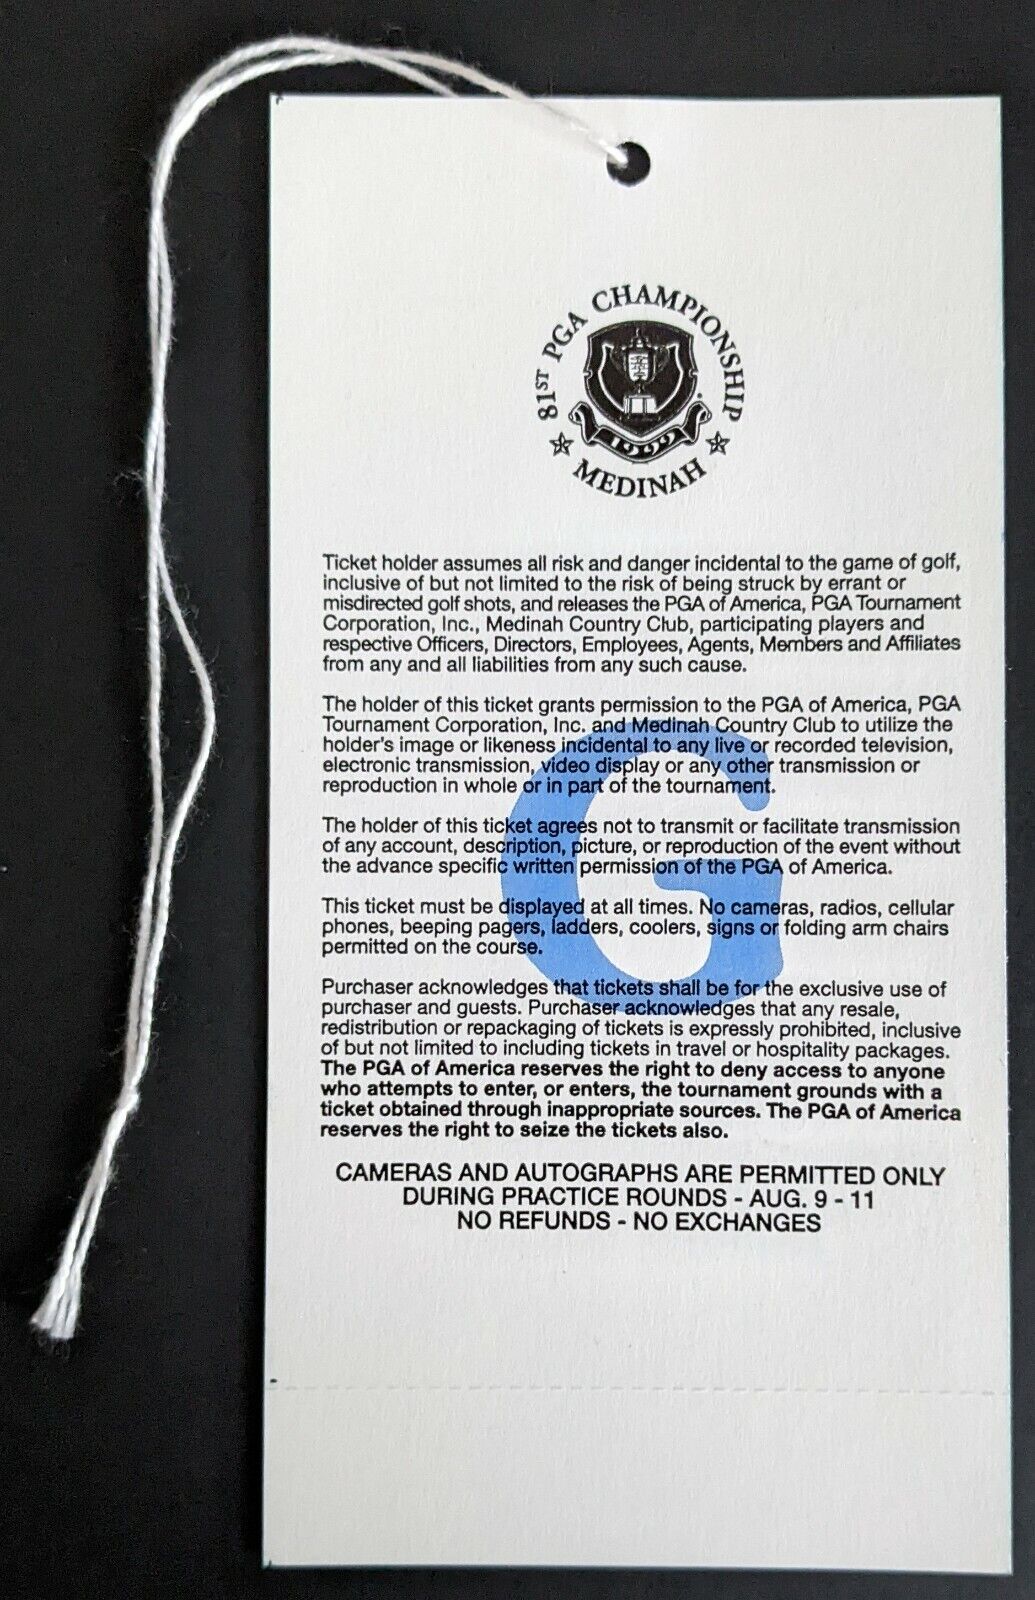 81ST PGA CHAMPIONSHIP
1999
MEDINAH
Ticket holder assumes all risk and danger incidental to the game of golf,
inclusive of but not limited to the risk of being struck by errant or
misdirected golf shots, and releases the PGA of America, PGA Tournament
Corporation, Inc., Medinah Country Club, participating players and
respective Officers, Directors, Employees, Agents, Members and Affiliates
from any and all liabilities from any such cause.
The holder of this ticket grants permission to the PGA of America, PGA
Tournament Corporation, Inc. and Medinah Country Club to utilize the
holder's image or likeness incidental to any live or recorded television,
electronic transmission, video display or any other transmission or
reproduction in whole or in part of the tournament.
The holder of this ticket agrees not to transmit or facilitate transmission
of any account, description, picture, or reproduction of the event without
the advance specific written permission of the PGA of America.
This ticket must be displayed at all times. No cameras, radios, cellular
phones, beeping pagers, ladders, coolers, signs or folding arm chairs
permitted on the course.
Purchaser acknowledges that tickets shall be for the exclusive use of
purchaser and guests. Purchaser acknowledges that any resale,
redistribution or repackaging of tickets is expressly prohibited, inclusive
of but not limited to including tickets in travel or hospitality packages.
The PGA of America reserves the right to deny access to anyone
who attempts to enter, or enters, the tournament grounds with a
ticket obtained through inappropriate sources. The PGA of America
reserves the right to seize the tickets also.
G
CAMERAS AND AUTOGRAPHS ARE PERMITTED ONLY
DURING PRACTICE ROUNDS - AUG. 9 - 11
NO REFUNDS - NO EXCHANGES